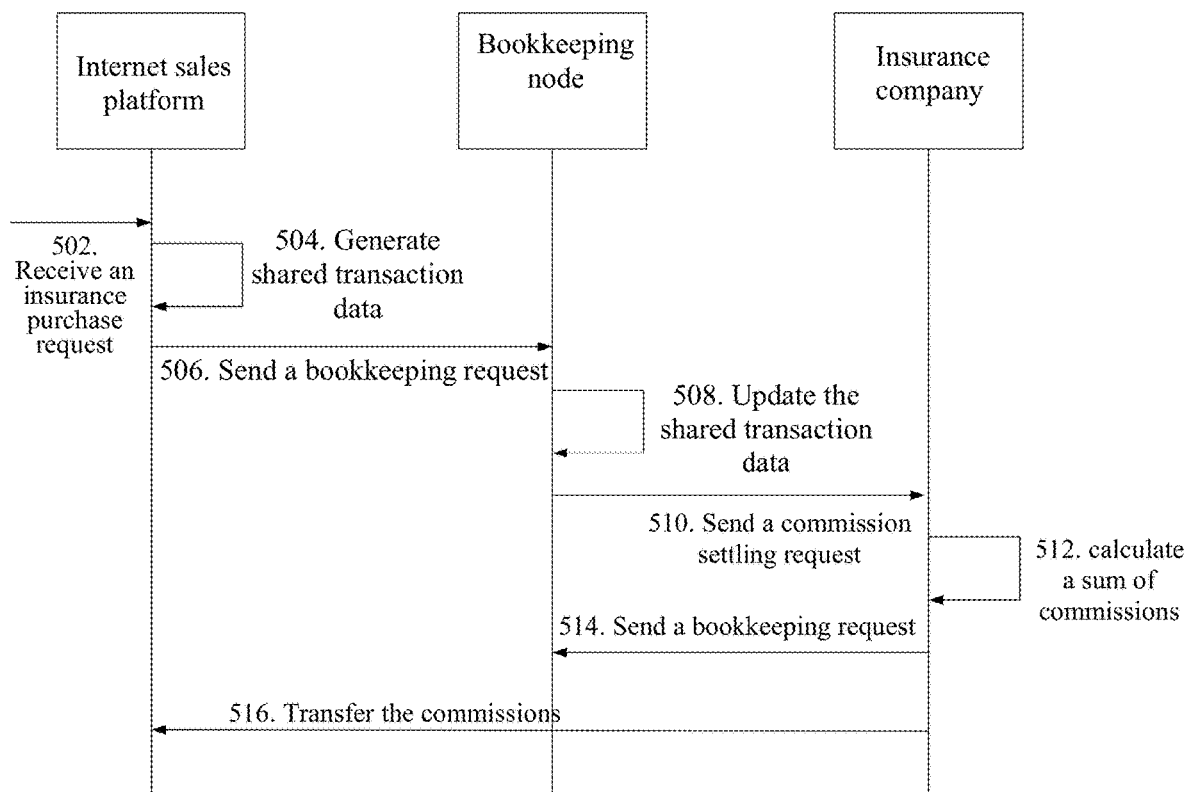 Internet sales
platform
Bookkeeping
node
Insurance
company
502.
Receive an
insurance
purchase
request
504. Generate
shared transaction
data
506. Send a bookkeeping request
508. Update the
shared transaction
data
510. Send a commission
settling request
512. calculate
a sum of
commissions
514. Send a bookkeeping request
516. Transfer the commissions